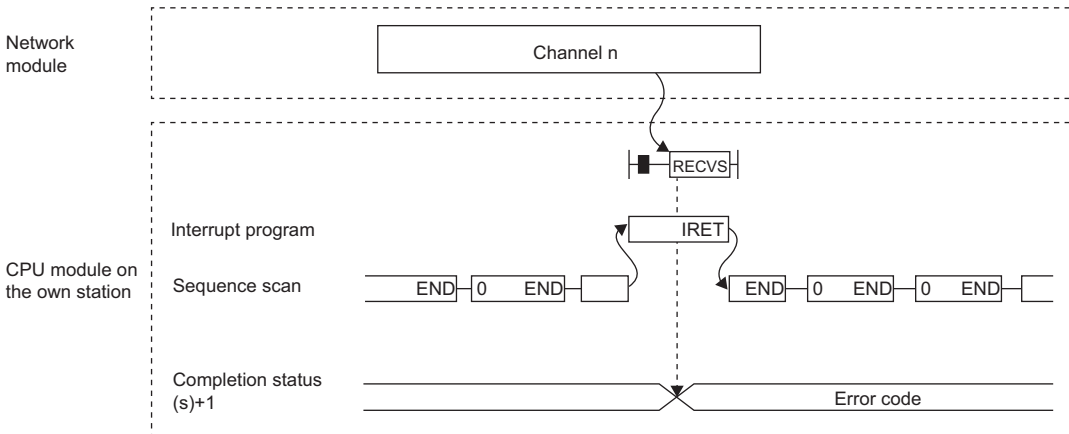 Network
module
Channel n
RECVS
Interrupt program
IRET
CPU module on
the own station
Sequence scan
END 0 END END 0 END 0 END
Completion status
(s)+1
Error code